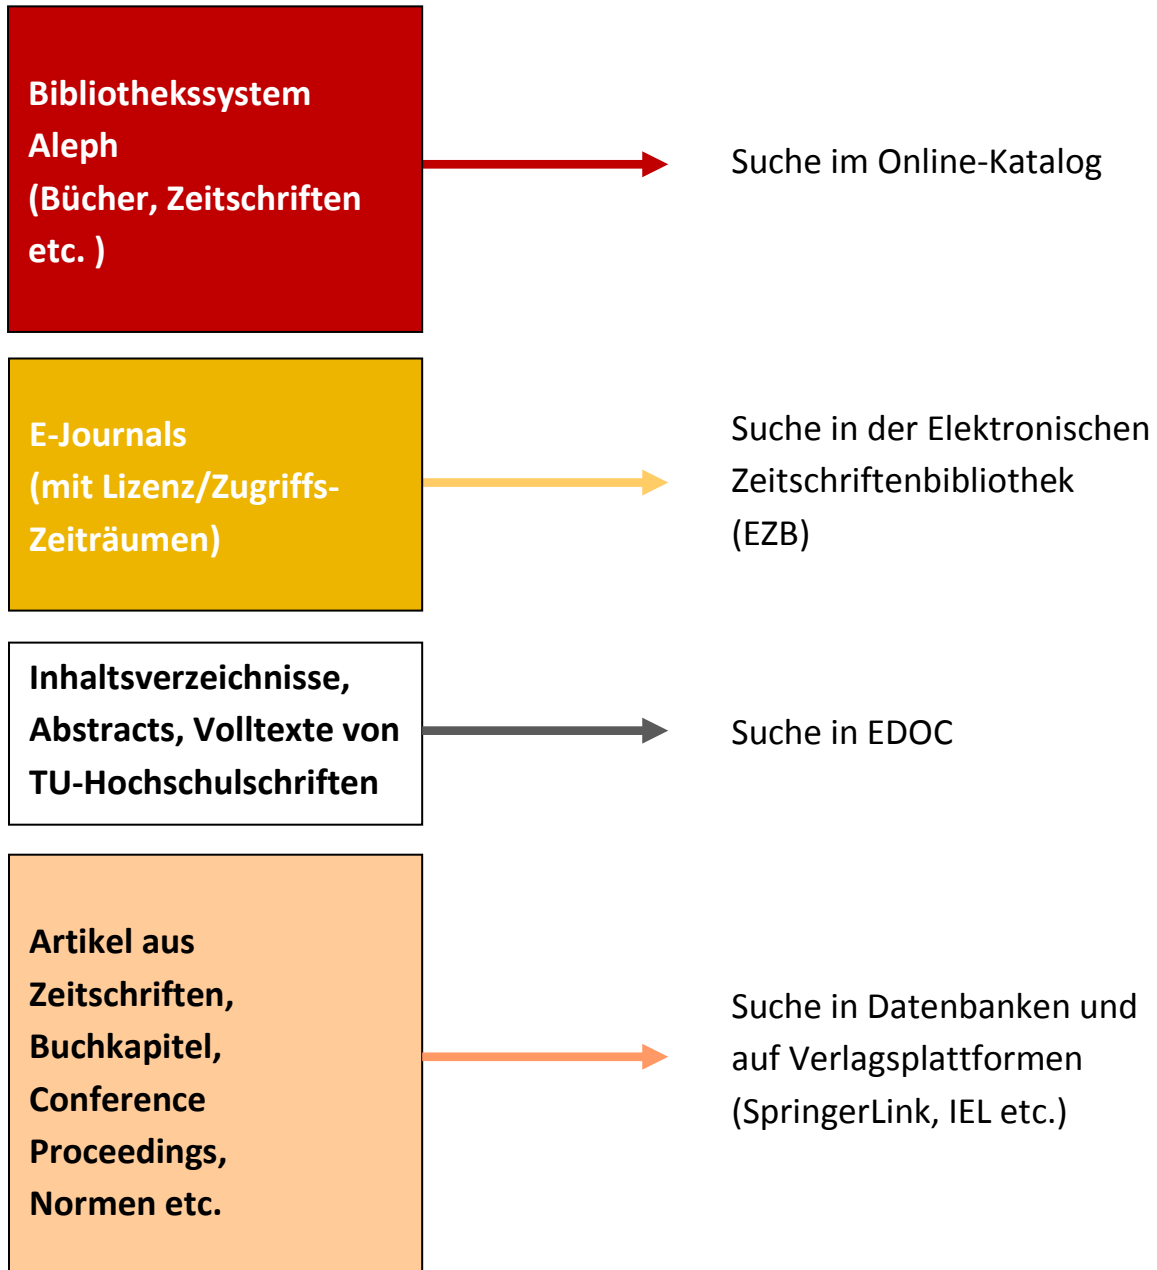 Bibliothekssystem
Aleph
(Bücher, Zeitschriften
etc. )
Suche im Online-Katalog
E-Journals
(mit Lizenz/Zugriffs-
Zeiträumen)
Suche in der Elektronischen
Zeitschriftenbibliothek
(EZB)
Inhaltsverzeichnisse,
Abstracts, Volltexte von
TU-Hochschulschriften
Suche in EDOC
Artikel aus
Zeitschriften,
Buchkapitel,
Conference
Proceedings,
Normen etc.
Suche in Datenbanken und
auf Verlagsplattformen
(SpringerLink, IEL etc.)